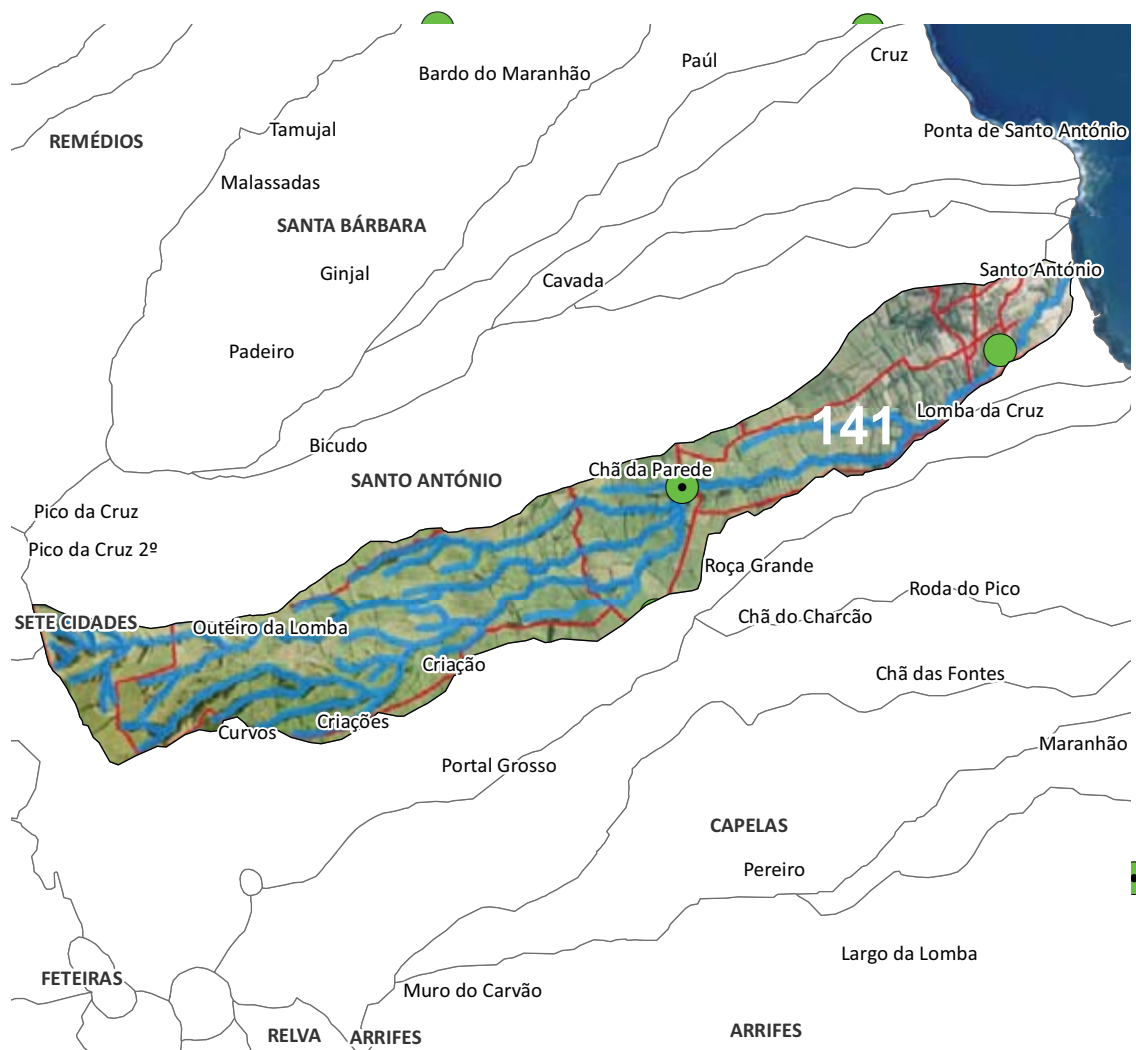 Cruz
Paúl
Bardo do Maranhão
Tamujal
Ponta de Santo António
REMÉDIOS
Malassadas
SANTA BÁRBARA
Ginjal
Santo António
Cavada
Padeiro
Lomba da Cruz
141
Bicudo
Chã da Parede
SANTO ANTÓNIO
Pico da Cruz
Pico da Cruz 2º
Roça Grande
Roda do Pico
Chã do Charcão
SETE CIDADES
Outeiro da Lomba
Criação
Chã das Fontes
Criações
Curvos
Maranhão
Portal Grosso
CAPELAS
Pereiro
Largo da Lomba
FETEIRAS
Muro do Carvão
RELVA
ARRIFES
ARRIFES